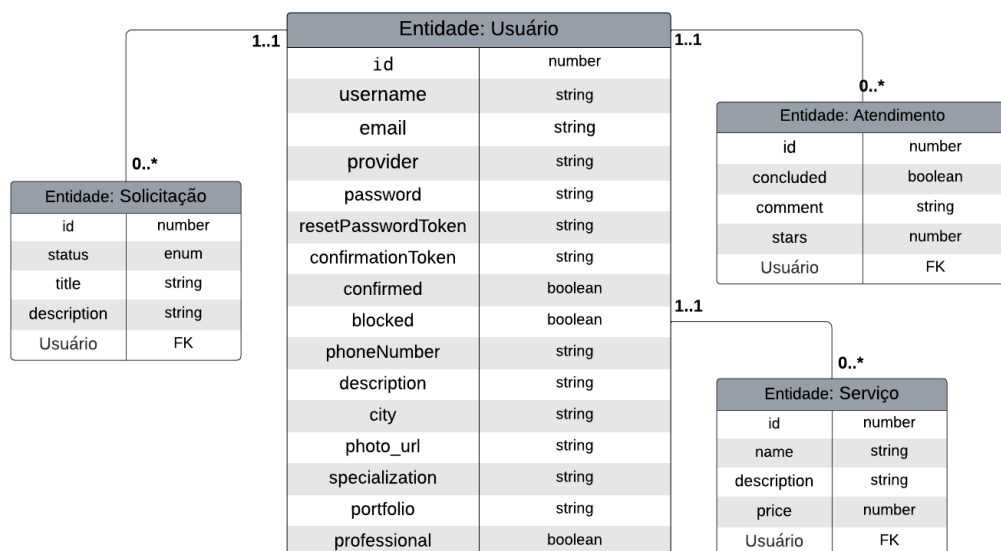 Entidade: Usuário
id number
username string
email string
provider string
password string
resetPasswordToken string
confirmationToken string
confirmed boolean
blocked boolean
phoneNumber string
description string
city string
photo_url string
specialization string
portfolio string
professional boolean
1..1
0..*
Entidade: Solicitação
id number
status enum
title string
description string
Usuário FK
1..1
0..*
Entidade: Atendimento
id number
concluded boolean
comment string
stars number
Usuário FK
1..1
0..*
Entidade: Serviço
id number
name string
description string
price number
Usuário FK